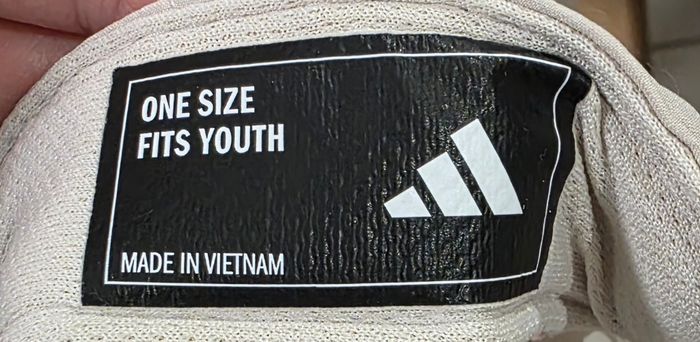 ONE SIZE
FITS YOUTH
MADE IN VIETNAM